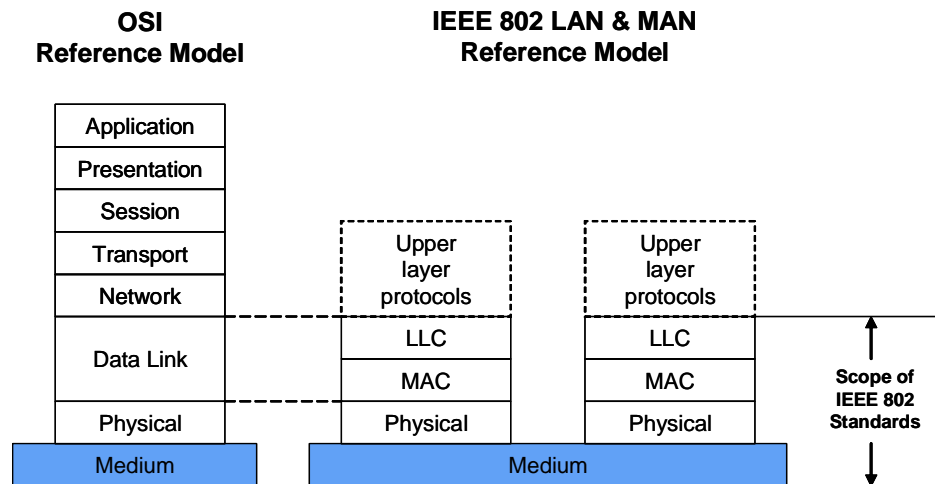 OSI
Reference Model
IEEE 802 LAN & MAN
Reference Model
Application
Presentation
Session
Transport
Network
Data Link
Physical
Medium
Upper
layer
protocols
LLC
MAC
Physical
Upper
layer
protocols
LLC
MAC
Physical
Medium
Scope of
IEEE 802
Standards